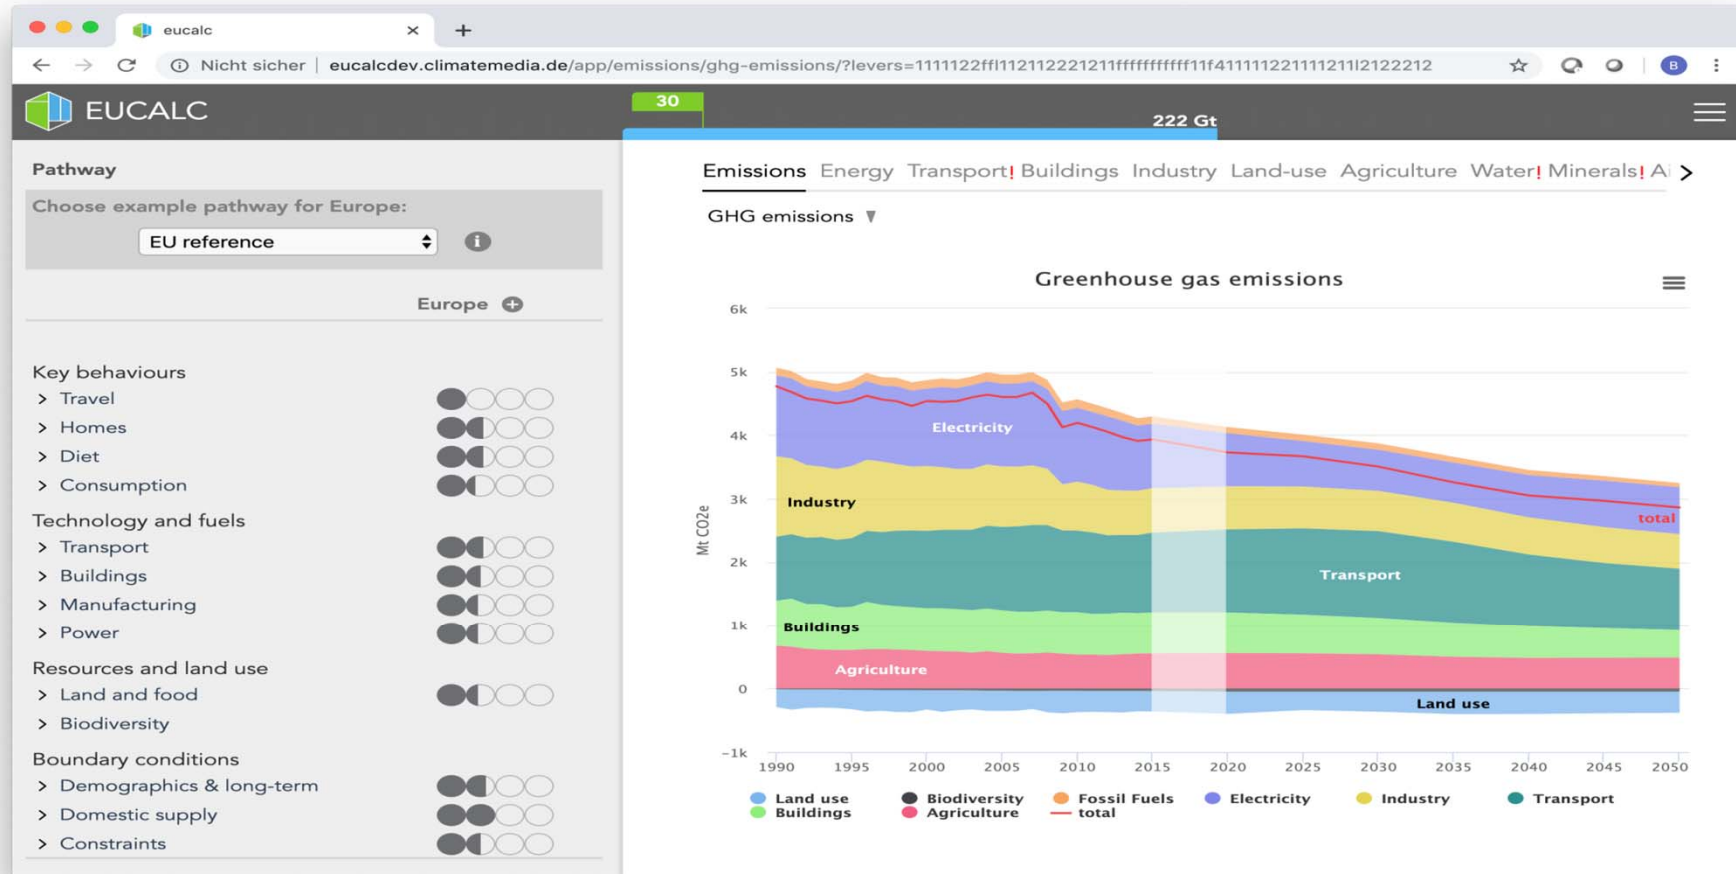 eucalc
Nicht sicher | eucalcdev.climatemedia.de/app/emissions/ghg-emissions/?levers=1111122ffl112112221211fffffffffff11f411111221111211l2122212
B
EUCALC
30
222 Gt
Pathway
Choose example pathway for Europe:
EU reference
i
Europe
Key behaviours
Travel
Homes
Diet
Consumption
Technology and fuels
Transport
Buildings
Manufacturing
Power
Resources and land use
Land and food
Biodiversity
Boundary conditions
Demographics & long-term
Domestic supply
Constraints
Emissions Energy Transport! Buildings Industry Land-use Agriculture Water! Minerals! Ai
GHG emissions
Greenhouse gas emissions
6k
5k
4k
3k
2k
1k
0
-1k
Mt CO2e
Electricity
Industry
total
Transport
Buildings
Agriculture
Land use
1990 1995 2000 2005 2010 2015 2020 2025 2030 2035 2040 2045 2050
Land use Biodiversity Fossil Fuels Electricity Industry Transport
Buildings Agriculture total